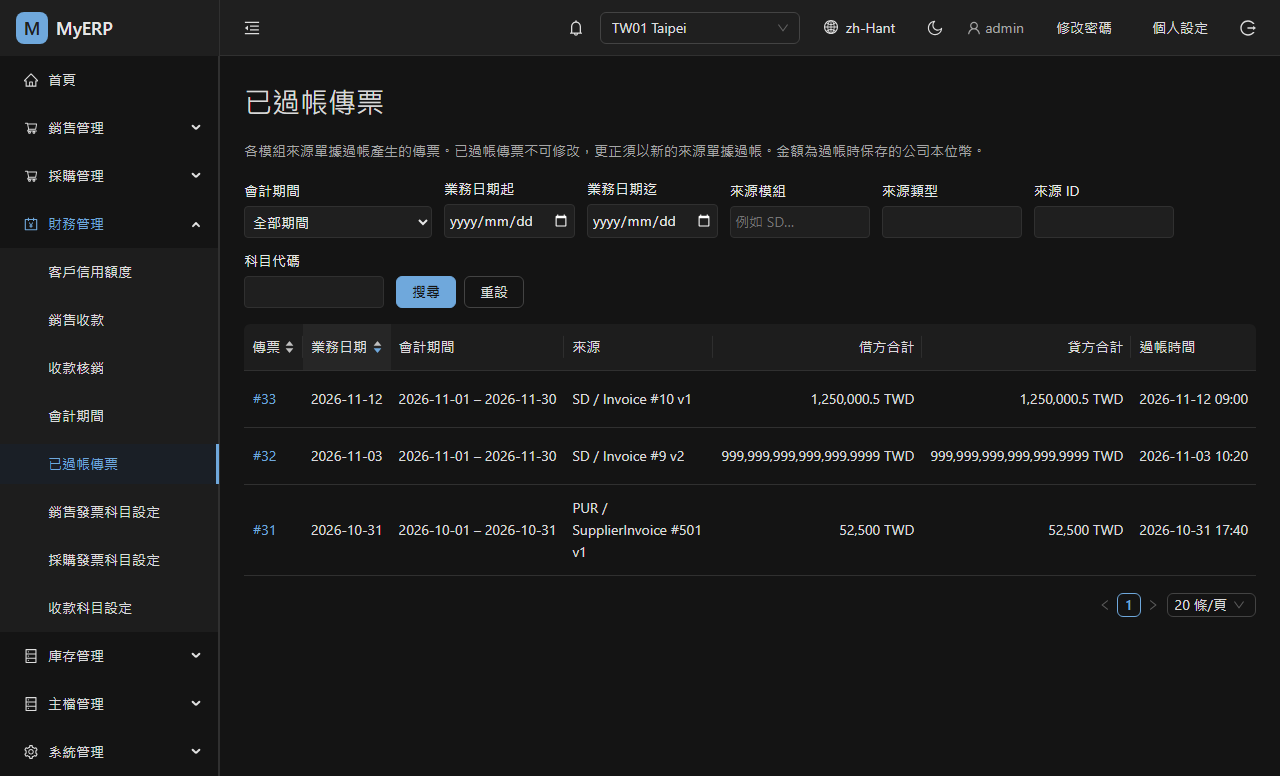 M MyERP
TW01 Taipei
zh-Hant
admin
修改密碼
個人設定
首頁
銷售管理
採購管理
財務管理
客戶信用額度
銷售收款
收款核銷
會計期間
已過帳傳票
銷售發票科目設定
採購發票科目設定
收款科目設定
庫存管理
主檔管理
系統管理
已過帳傳票
各模組來源單據過帳產生的傳票。已過帳傳票不可修改，更正須以新的來源單據過帳。金額為過帳時保存的公司本位幣。
會計期間 業務日期起 業務日期迄 來源模組 來源類型 來源 ID
全部期間 yyyy/mm/dd yyyy/mm/dd 例如 SD...
科目代碼
搜尋 重設
傳票 業務日期 會計期間 來源 借方合計 貸方合計 過帳時間
#33 2026-11-12 2026-11-01 – 2026-11-30 SD / Invoice #10 v1 1,250,000.5 TWD 1,250,000.5 TWD 2026-11-12 09:00
#32 2026-11-03 2026-11-01 – 2026-11-30 SD / Invoice #9 v2 999,999,999,999,999.9999 TWD 999,999,999,999,999.9999 TWD 2026-11-03 10:20
#31 2026-10-31 2026-10-01 – 2026-10-31 PUR /
SupplierInvoice #501
v1 52,500 TWD 52,500 TWD 2026-10-31 17:40
1 20 條/頁